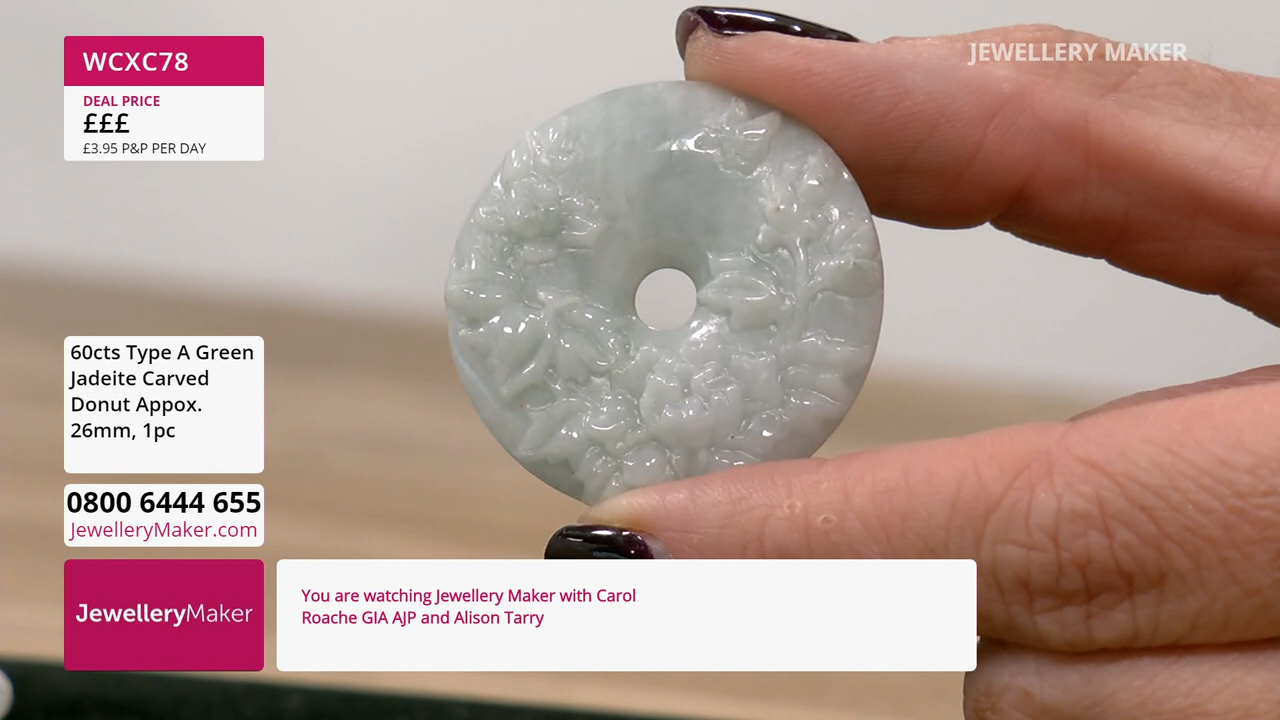 WCXC78
DEAL PRICE
£££
£3.95 P&P PER DAY
JEWELLERY MAKER
60cts Type A Green
Jadeite Carved
Donut Appox.
26mm, 1pc
0800 6444 655
JewelleryMaker.com
JewelleryMaker
You are watching Jewellery Maker with Carol
Roache GIA AJP and Alison Tarry